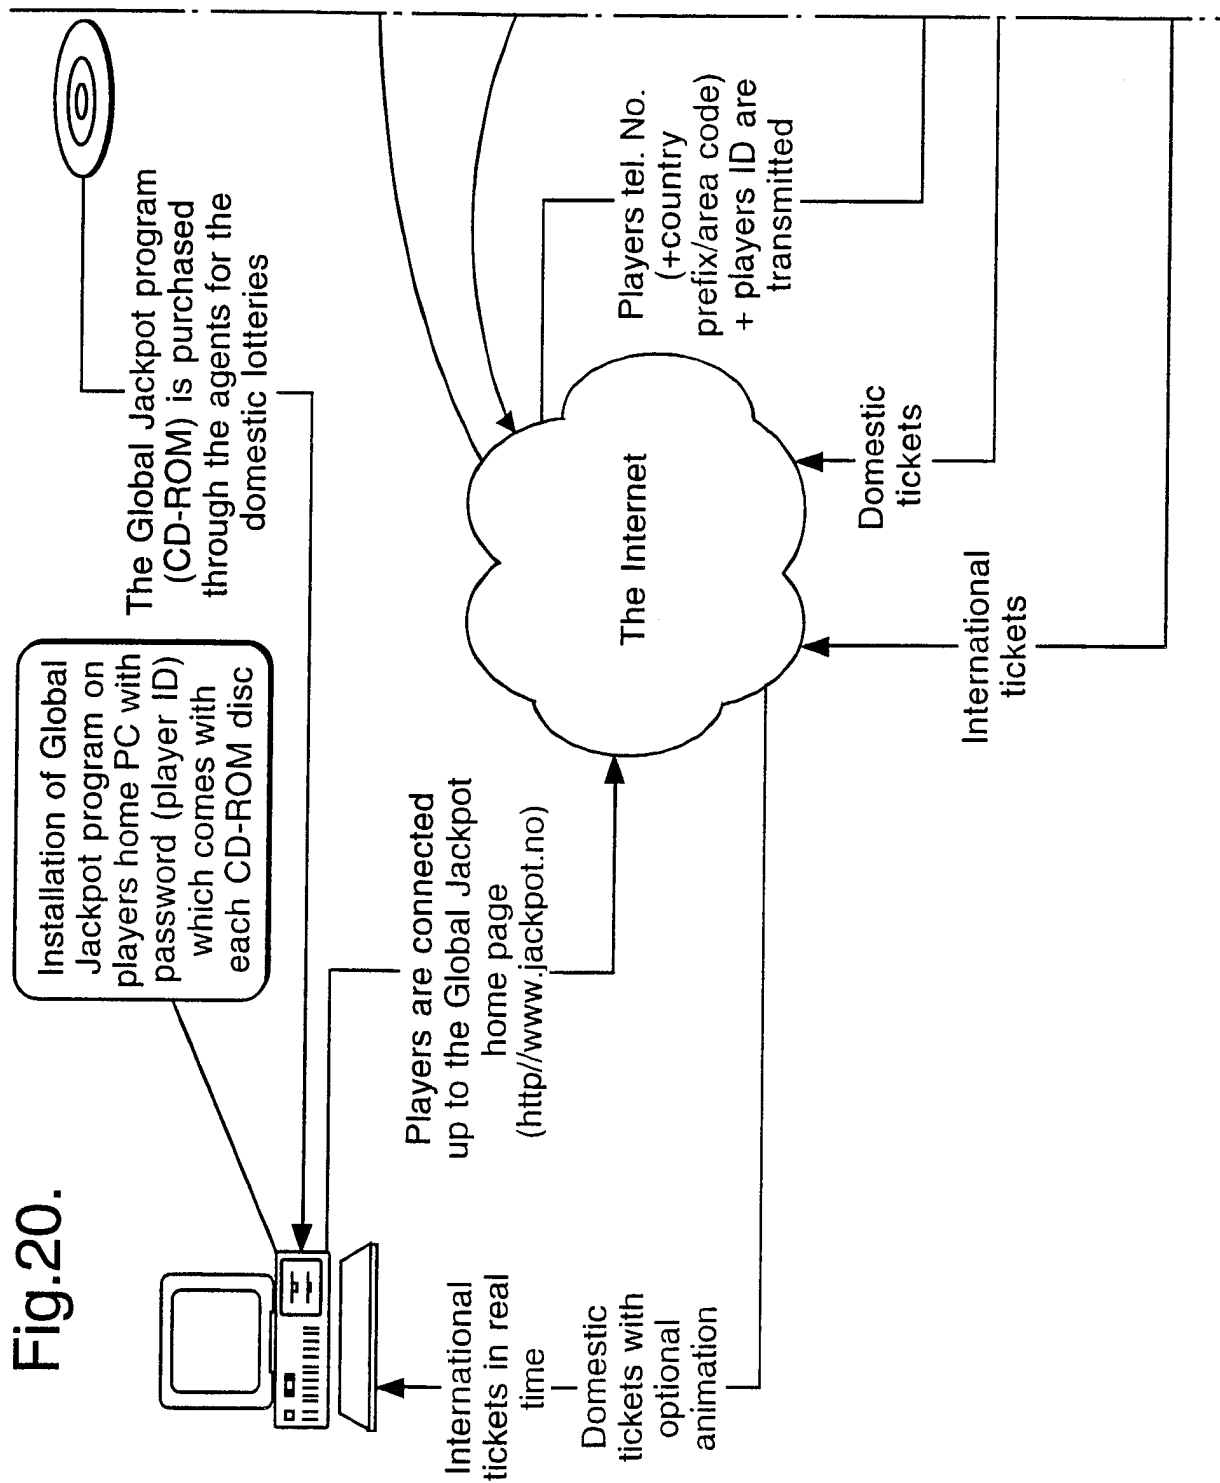 Fig.20.
Installation of Global
Jackpot program on
players home PC with
password (player ID)
which comes with
each CD-ROM disc
The Global Jackpot program
(CD-ROM) is purchased
through the agents for the
domestic lotteries
Players are connected
up to the Global Jackpot
home page
(http//www.jackpot.no)
International
tickets in real
time
Domestic
tickets with
optional
animation
The Internet
Players tel. No.
(+country
prefix/area code)
+ players ID are
transmitted
Domestic
tickets
International
tickets